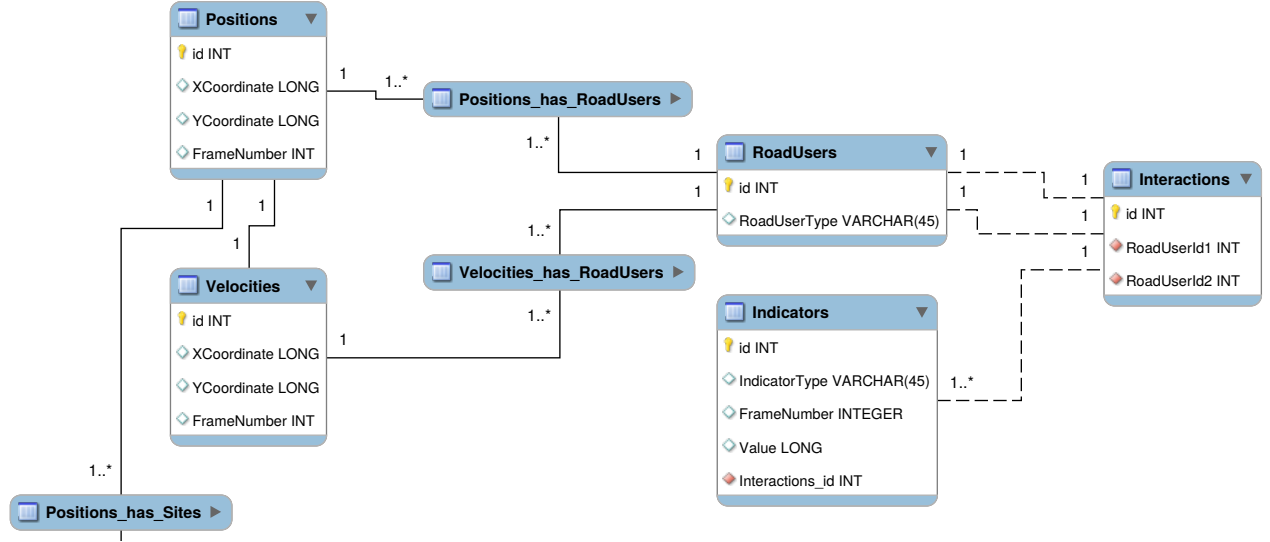 Positions
id INT
XCoordinate LONG
YCoordinate LONG
FrameNumber INT
1
1..*
Positions_has_RoadUsers
1..*
1
RoadUsers
id INT
RoadUserType VARCHAR(45)
1
1
1
1
1
Interactions
id INT
RoadUserId1 INT
RoadUserId2 INT
1
1
1
1
1..*
Velocities_has_RoadUsers
1..*
Velocities
id INT
XCoordinate LONG
YCoordinate LONG
FrameNumber INT
1
Indicators
id INT
IndicatorType VARCHAR(45)
FrameNumber INTEGER
Value LONG
Interactions_id INT
1..*
1..*
Positions_has_Sites